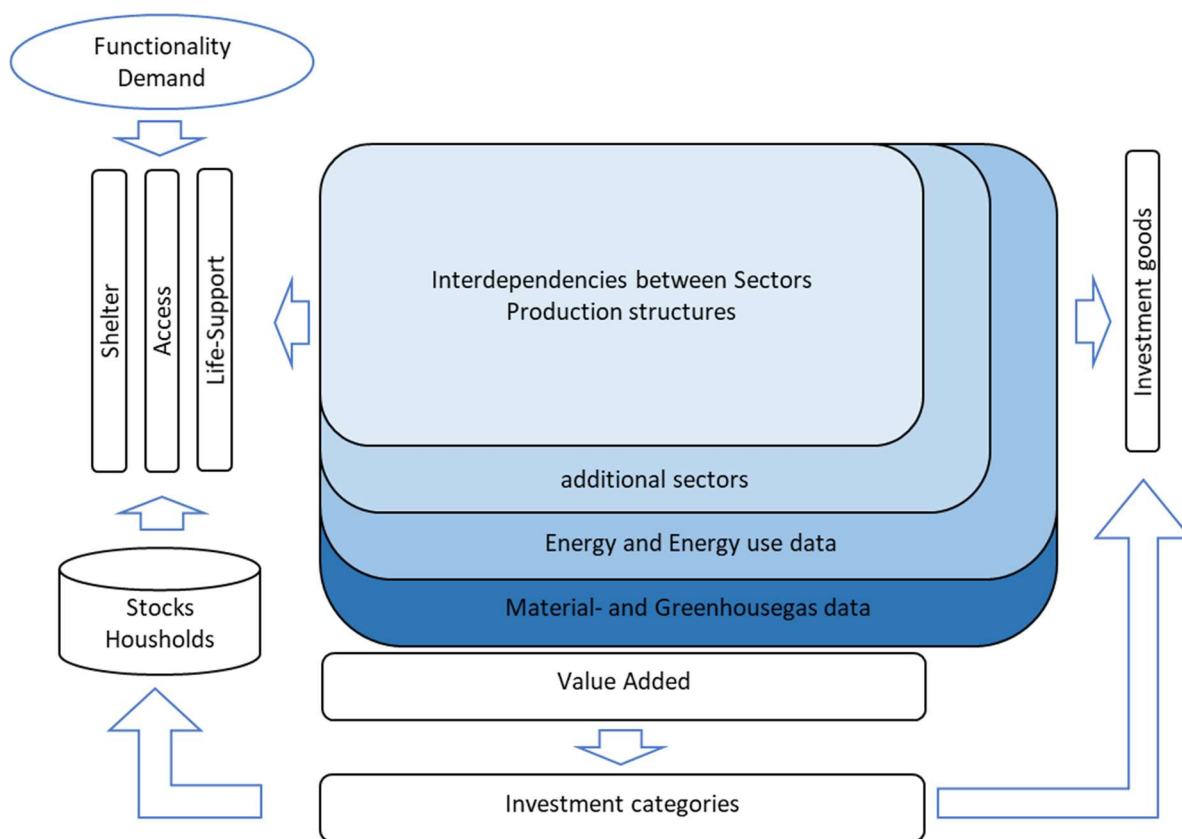 Functionality
Demand
Shelter
Access
Life-Support
Interdependencies between Sectors
Production structures
additional sectors
Energy and Energy use data
Material- and Greenhousegas data
Investment goods
Stocks
Housholds
Value Added
Investment categories